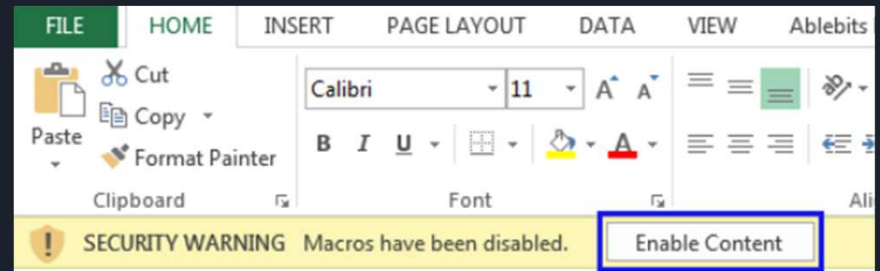 FILE HOME INSERT PAGE LAYOUT DATA VIEW Ablebits
Cut
Calibri 11 A A
Copy
Paste
B I U A
Format Painter
Clipboard Font Ali
! SECURITY WARNING Macros have been disabled. Enable Content